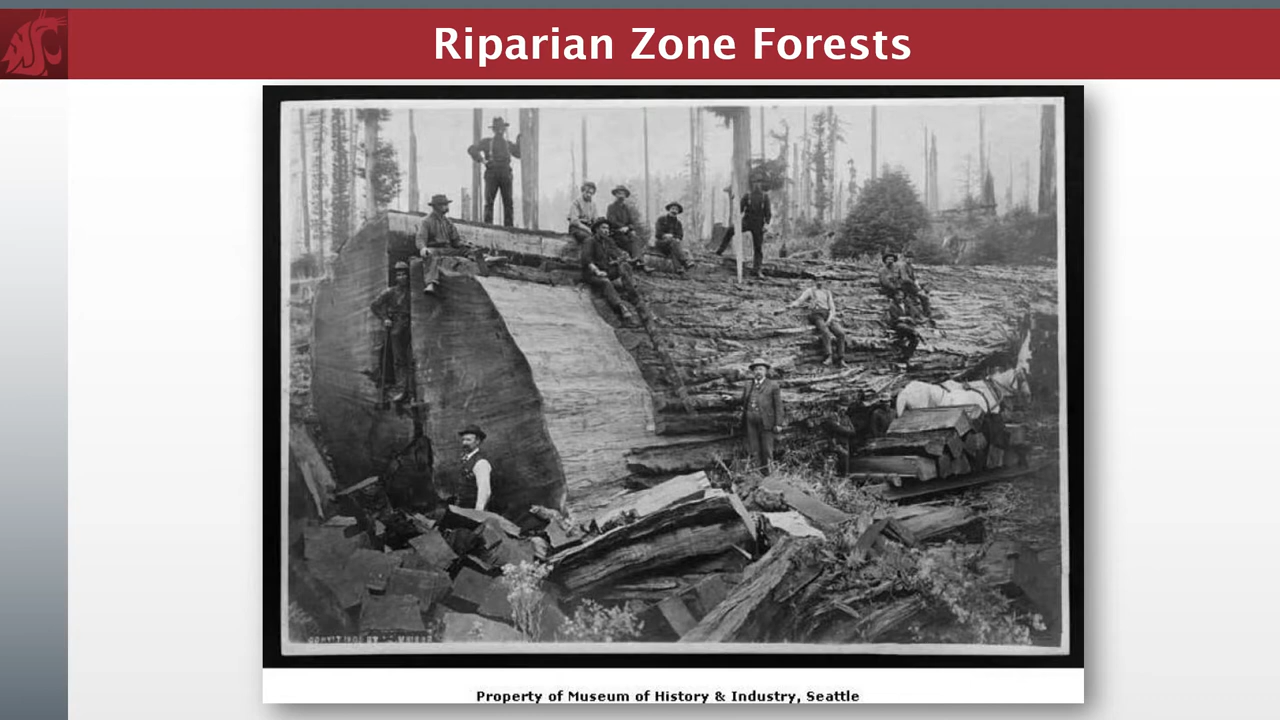 Riparian Zone Forests
Property of Museum of History & Industry, Seattle